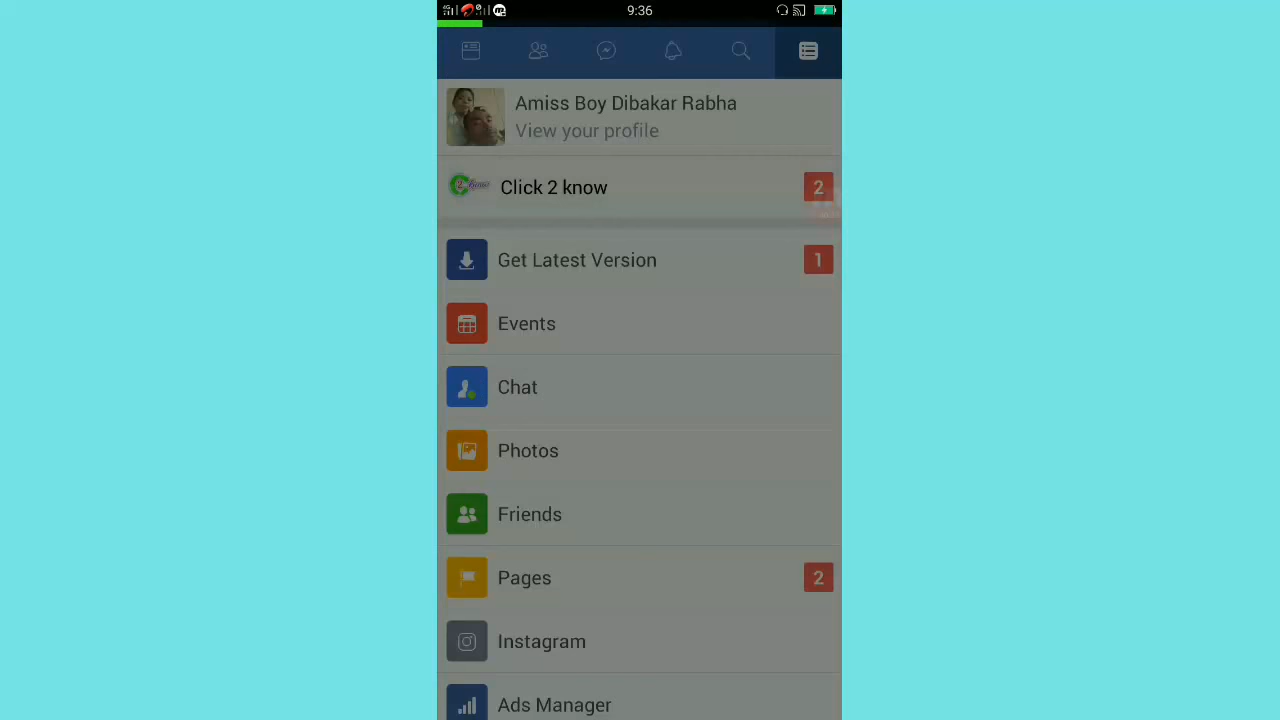 9:36
Amiss Boy Dibakar Rabha
View your profile
Click 2 know
2
Get Latest Version
1
Events
Chat
Photos
Friends
Pages
2
Instagram
Ads Manager